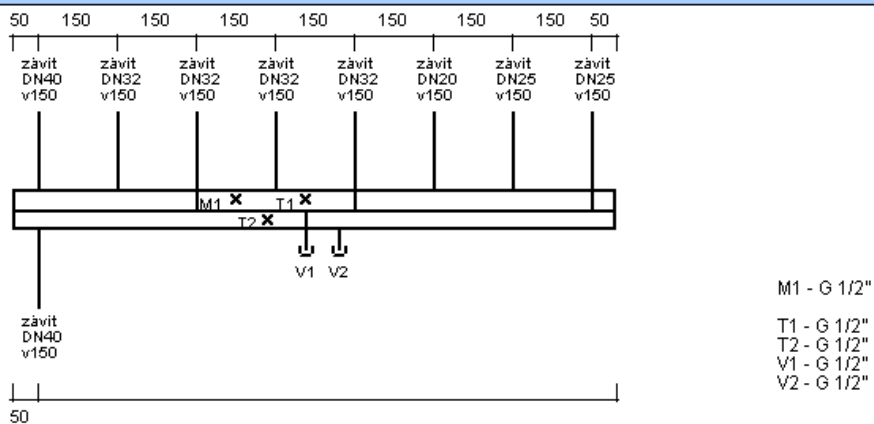 50 150 150 150 150 150 150 150 50
závit závit závit závit závit závit závit závit
DN40 DN32 DN32 DN32 DN32 DN20 DN25 DN25
v150 v150 v150 v150 v150 v150 v150 v150
M1 T1
T2
V1 V2
závit
DN40
v150
M1 - G 1/2"
T1 - G 1/2"
T2 - G 1/2"
V1 - G 1/2"
V2 - G 1/2"
50